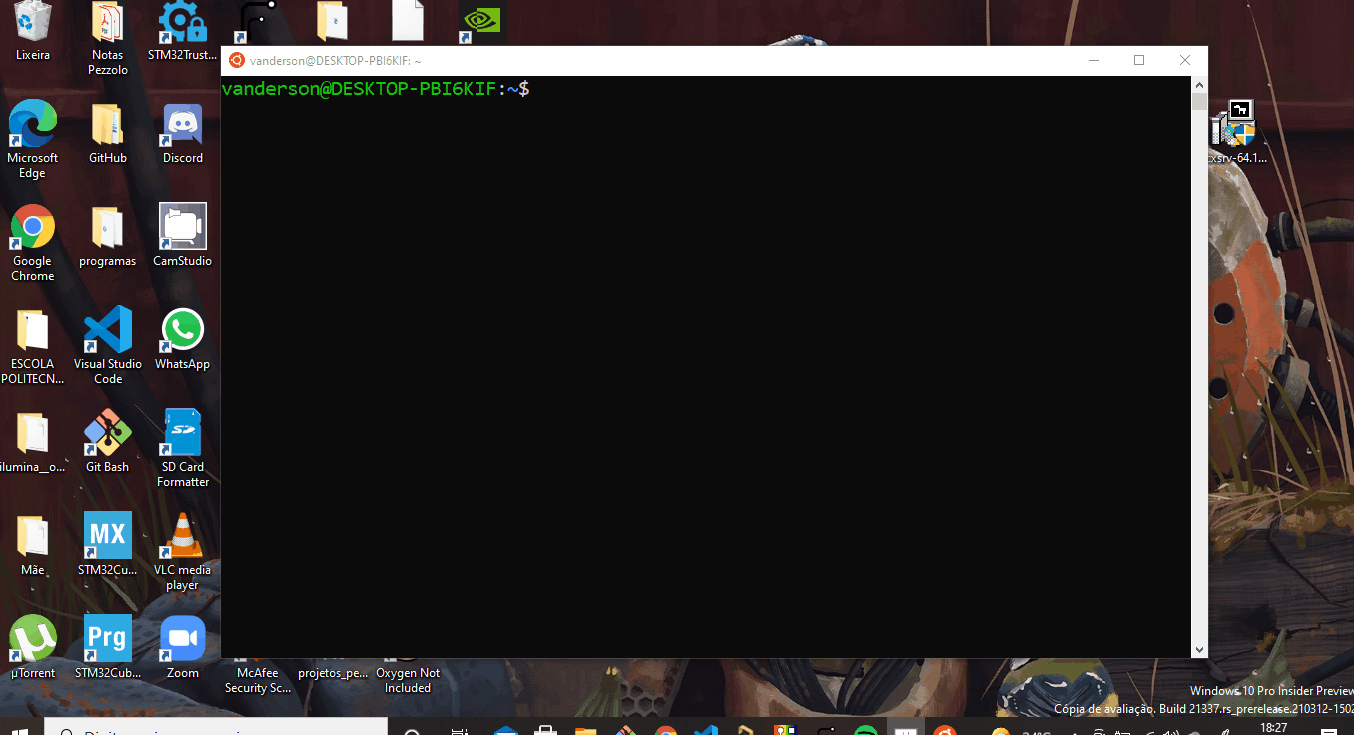 Lixeira
Notas
Pezzolo
STM32Trust...
vanderson@DESKTOP-PBI6KIF: ~
vanderson@DESKTOP-PBI6KIF:~$
Microsoft
Edge
GitHub
Discord
xsrv-64.1...
Google
Chrome
programas
CamStudio
ESCOLA
POLITECN...
Visual Studio
Code
WhatsApp
ilumina__o...
Git Bash
SD
SD Card
Formatter
Mãe
MX
STM32Cu...
VLC media
player
µTorrent
Prg
STM32Cub...
Zoom
McAfee
Security Sc...
projetos_pe...
Oxygen Not
Included
Windows 10 Pro Insider Preview
Cópia de avaliação. Build 21337.rs_prerelease.210312-1502
18:27